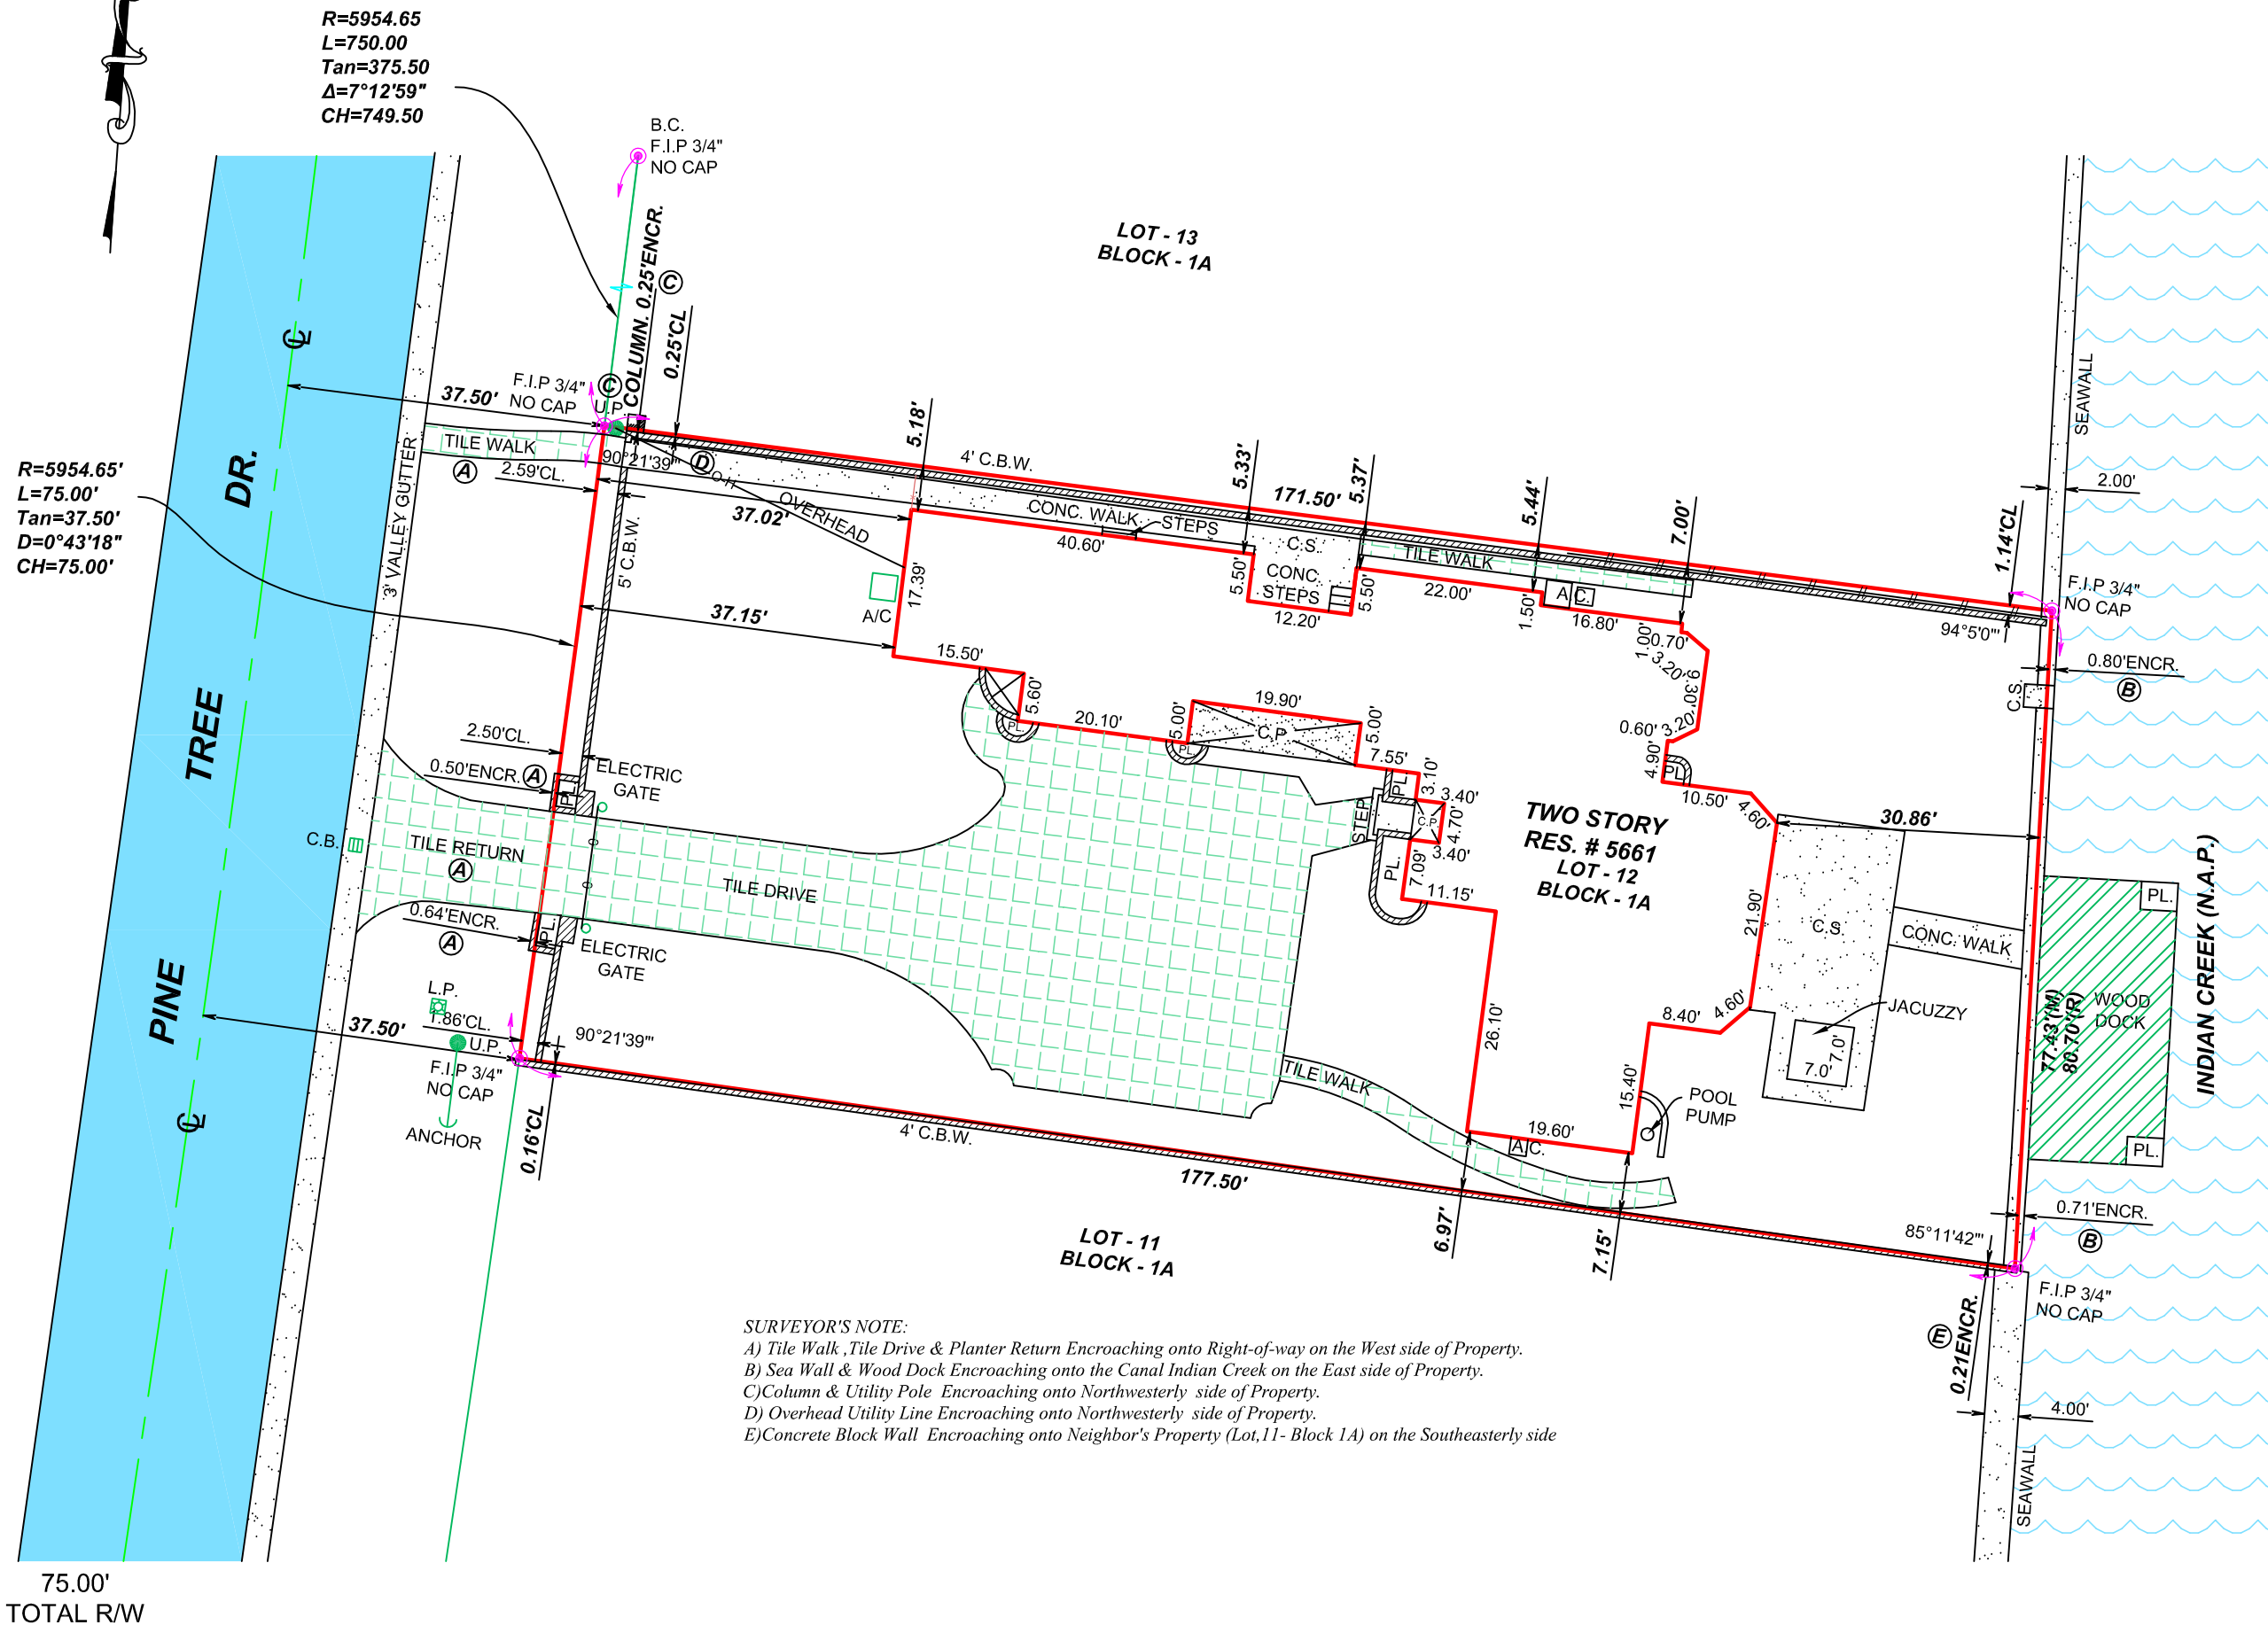 R=5954.65
L=750.00
Tan=375.50
Δ=7°12'59"
CH=749.50
B.C.
F.I.P 3/4"
NO CAP
COLUMN. 0.25'ENCR.
C
0.25'CL
LOT - 13
BLOCK - 1A
SEAWALL
2.00'
37.50'
F.I.P 3/4"
NO CAP
C
U.P.
TILE WALK
A
2.59'CL.
90°21'39'"
D
O.H
OVERHEAD
37.02'
5.18'
4' C.B.W.
171.50'
5.33'
5.37'
5.44'
7.00'
1.14'CL
F.I.P 3/4"
NO CAP
94°5'0'"
0.80'ENCR.
B
C.S.
R=5954.65'
L=75.00'
Tan=37.50'
D=0°43'18"
CH=75.00'
3' VALLEY GUTTER
5' C.B.W.
CONC. WALK
STEPS
40.60'
C.S.
CONC.
STEPS
5.50'
5.50'
12.20'
TILE WALK
22.00'
A.C.
1.50'
16.80'
0.70'
1.00'
3.20'
9.30'
3.20'
0.60'
4.90'
PL
10.50'
4.60'
A/C
17.39'
37.15'
15.50'
5.60'
PL.
20.10'
5.00'
PL.
19.90'
C.P
5.00'
7.55'
PL
3.10'
3.40'
C.P.
4.70'
3.40'
STEP
PL.
7.09'
11.15'
TWO STORY
RES. # 5661
LOT - 12
BLOCK - 1A
30.86'
21.90'
C.S.
CONC. WALK
JACUZZY
7.0'
7.0'
4.60'
8.40'
15.40'
POOL
PUMP
26.10'
19.60'
A.C.
PINE TREE DR.
2.50'CL.
0.50'ENCR.
A
PL
ELECTRIC
GATE
C.B.
TILE RETURN
A
TILE DRIVE
0.64'ENCR.
A
PL
ELECTRIC
GATE
L.P.
1.86'CL.
37.50'
U.P.
90°21'39'"
F.I.P 3/4"
NO CAP
ANCHOR
0.16'CL
4' C.B.W.
177.50'
TILE WALK
6.97'
7.15'
LOT - 11
BLOCK - 1A
PL.
WOOD
DOCK
PL.
77.43'(M)
80.70'(R)
INDIAN CREEK (N.A.P.)
0.71'ENCR.
B
85°11'42'"
F.I.P 3/4"
NO CAP
E
0.21ENCR.
4.00'
SEAWALL
SURVEYOR'S NOTE:
A) Tile Walk ,Tile Drive & Planter Return Encroaching onto Right-of-way on the West side of Property.
B) Sea Wall & Wood Dock Encroaching onto the Canal Indian Creek on the East side of Property.
C)Column & Utility Pole Encroaching onto Northwesterly side of Property.
D) Overhead Utility Line Encroaching onto Northwesterly side of Property.
E)Concrete Block Wall Encroaching onto Neighbor's Property (Lot,11- Block 1A) on the Southeasterly side
75.00'
TOTAL R/W